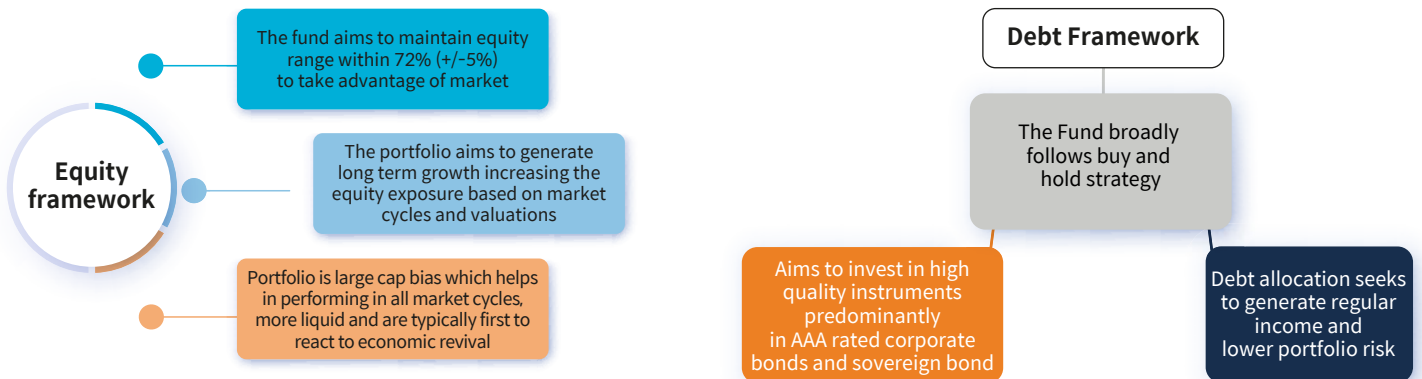 The fund aims to maintain equity
range within 72% (+/-5%)
to take advantage of market
Equity
framework
The portfolio aims to generate
long term growth increasing the
equity exposure based on market
cycles and valuations
Portfolio is large cap bias which helps
in performing in all market cycles,
more liquid and are typically first to
react to economic revival
Debt Framework
The Fund broadly
follows buy and
hold strategy
Aims to invest in high
quality instruments
predominantly
in AAA rated corporate
bonds and sovereign bond
Debt allocation seeks
to generate regular
income and
lower portfolio risk